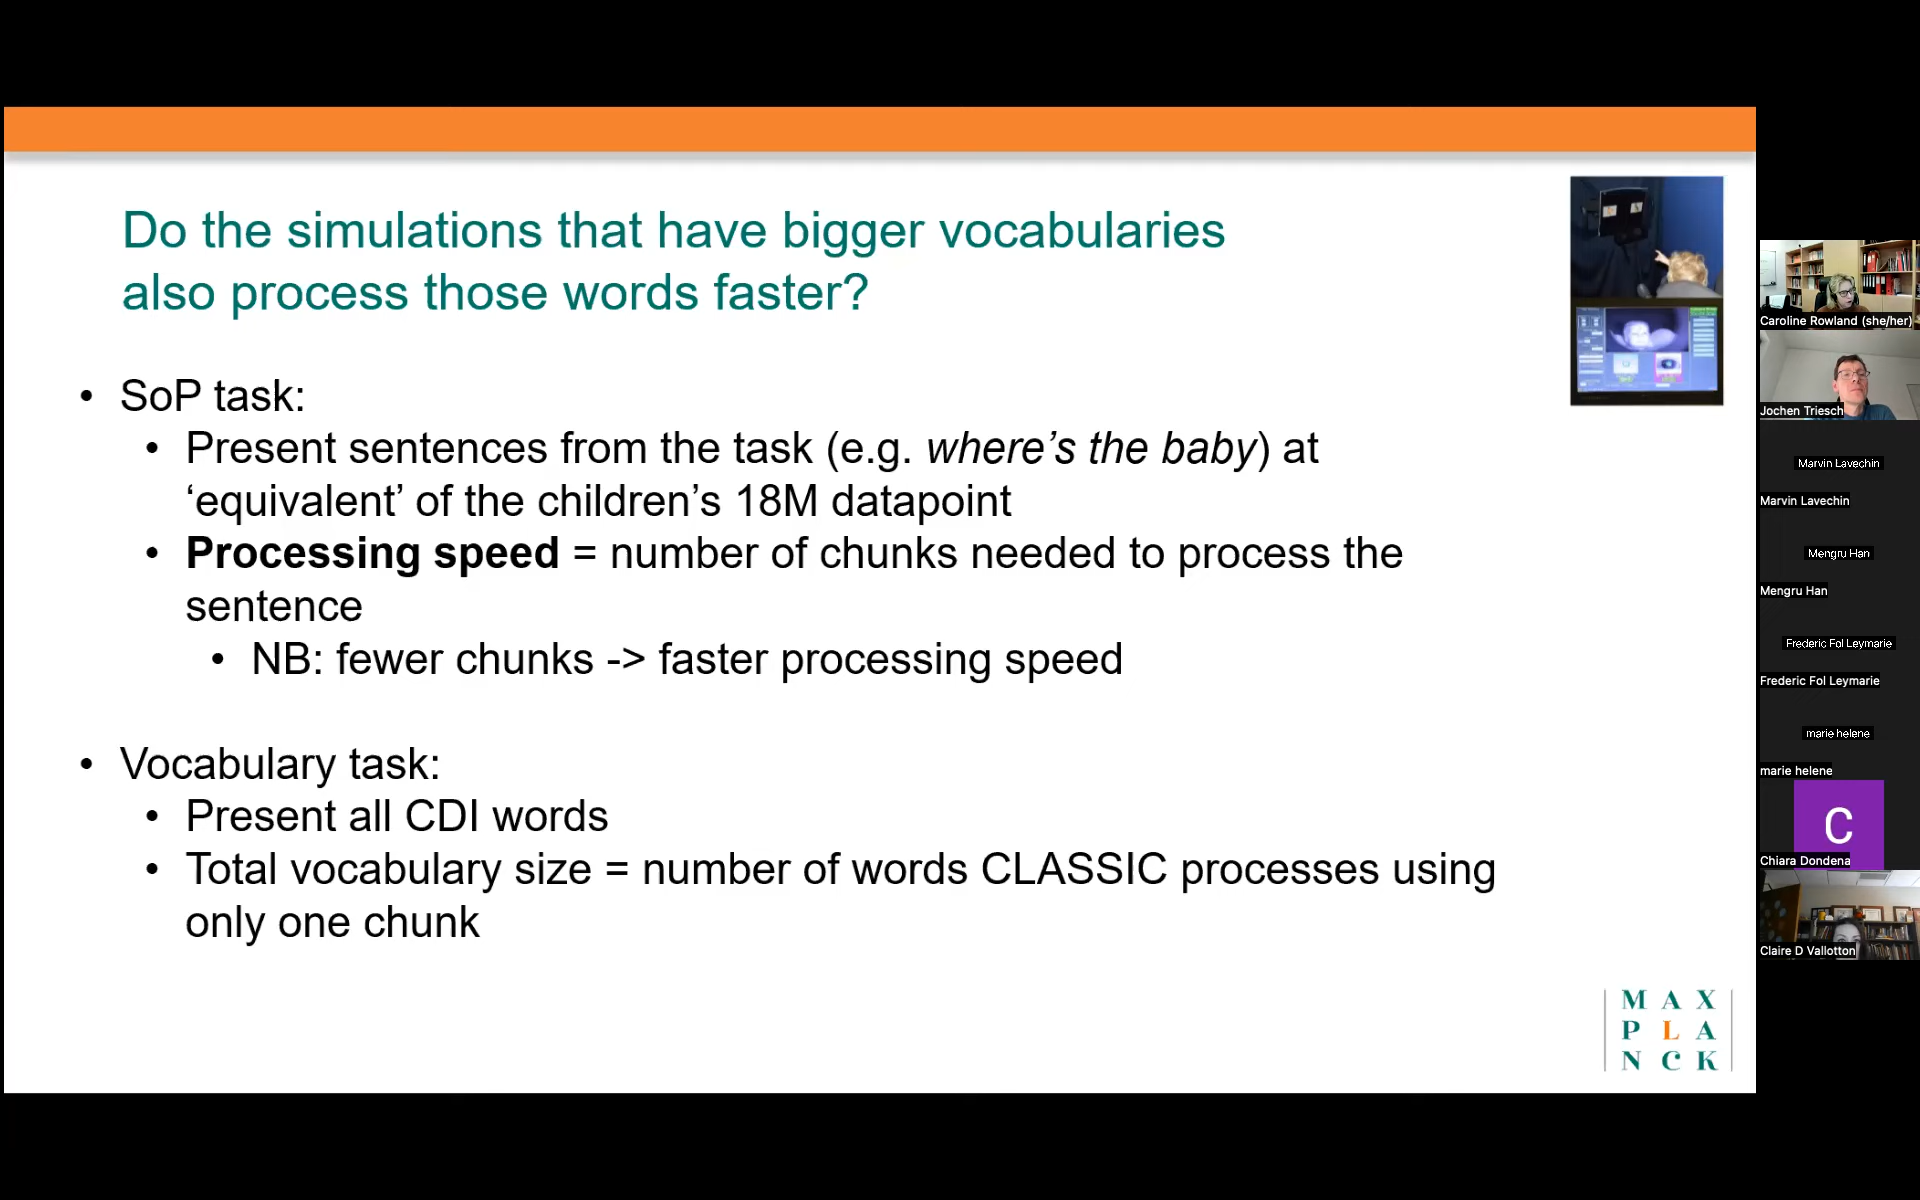 Do the simulations that have bigger vocabularies
also process those words faster?
• SoP task:
• Present sentences from the task (e.g. where’s the baby) at
‘equivalent’ of the children’s 18M datapoint
• Processing speed = number of chunks needed to process the
sentence
• NB: fewer chunks -> faster processing speed
• Vocabulary task:
• Present all CDI words
• Total vocabulary size = number of words CLASSIC processes using
only one chunk
MAX
PLA
NCK
Caroline Rowland (she/her)
Jochen Triesch
Marvin Lavechin
Marvin Lavechin
Mengru Han
Mengru Han
Frederic Fol Leymarie
Frederic Fol Leymarie
marie helene
marie helene
C
Chiara Dondena
Claire D Vallotton